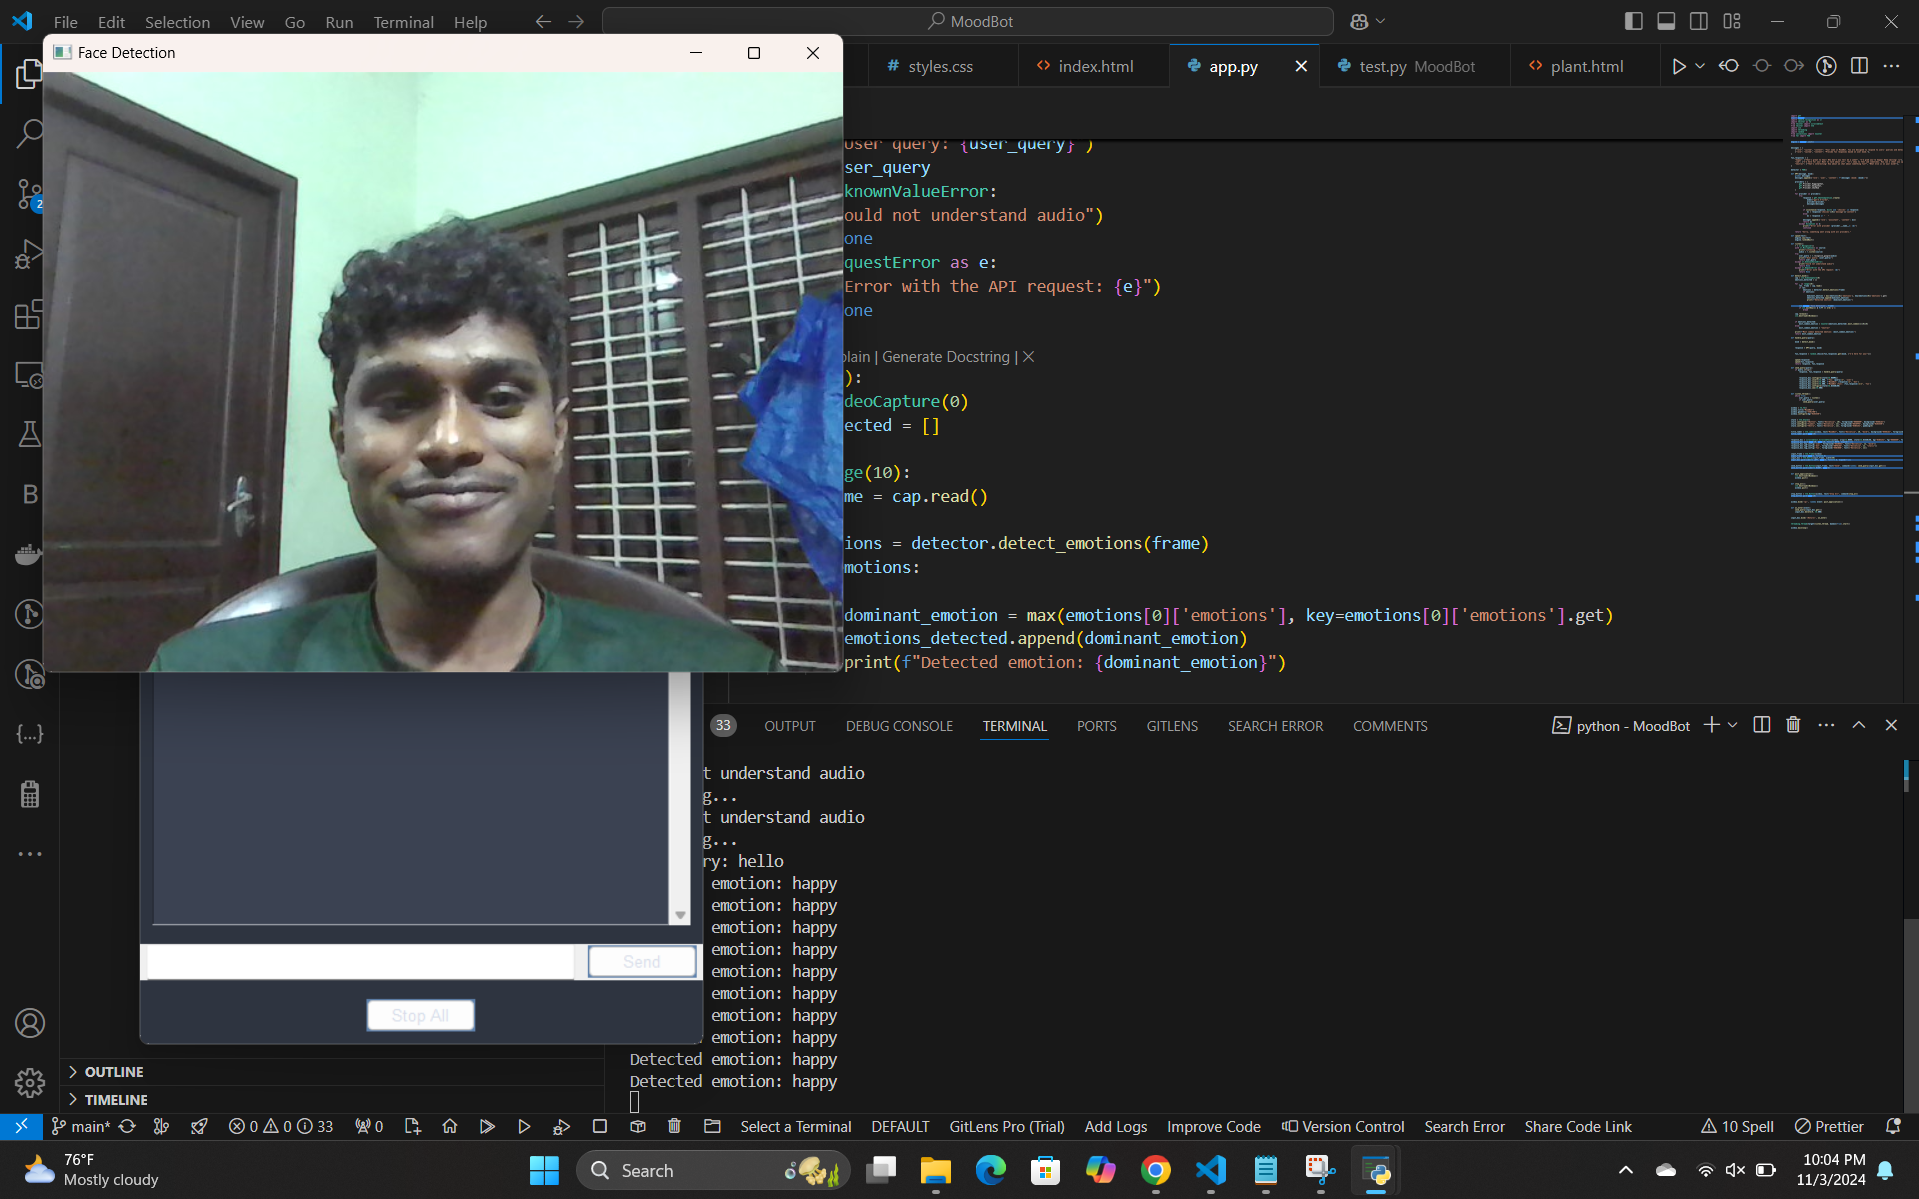 File Edit Selection View Go Run Terminal Help
MoodBot
Face Detection
styles.css
index.html
app.py
test.py MoodBot
plant.html
user query: {user_query}")
ser_query
knownValueError:
ould not understand audio")
one
questError as e:
Error with the API request: {e}")
one
plain | Generate Docstring |
):
deoCapture(0)
ected = []
ge(10):
me = cap.read()
ions = detector.detect_emotions(frame)
motions:
dominant_emotion = max(emotions[0]['emotions'], key=emotions[0]['emotions'].get)
emotions_detected.append(dominant_emotion)
print(f"Detected emotion: {dominant_emotion}")
33 OUTPUT DEBUG CONSOLE TERMINAL PORTS GITLENS SEARCH ERROR COMMENTS
python - MoodBot
t understand audio
g...
t understand audio
g...
ry: hello
emotion: happy
emotion: happy
emotion: happy
emotion: happy
emotion: happy
emotion: happy
emotion: happy
emotion: happy
Detected emotion: happy
Detected emotion: happy
2
B
Send
Stop All
OUTLINE
TIMELINE
main* 0 0 33 0 Select a Terminal DEFAULT GitLens Pro (Trial) Add Logs Improve Code Version Control Search Error Share Code Link 10 Spell Prettier
76°F
Mostly cloudy
Search
10:04 PM
11/3/2024